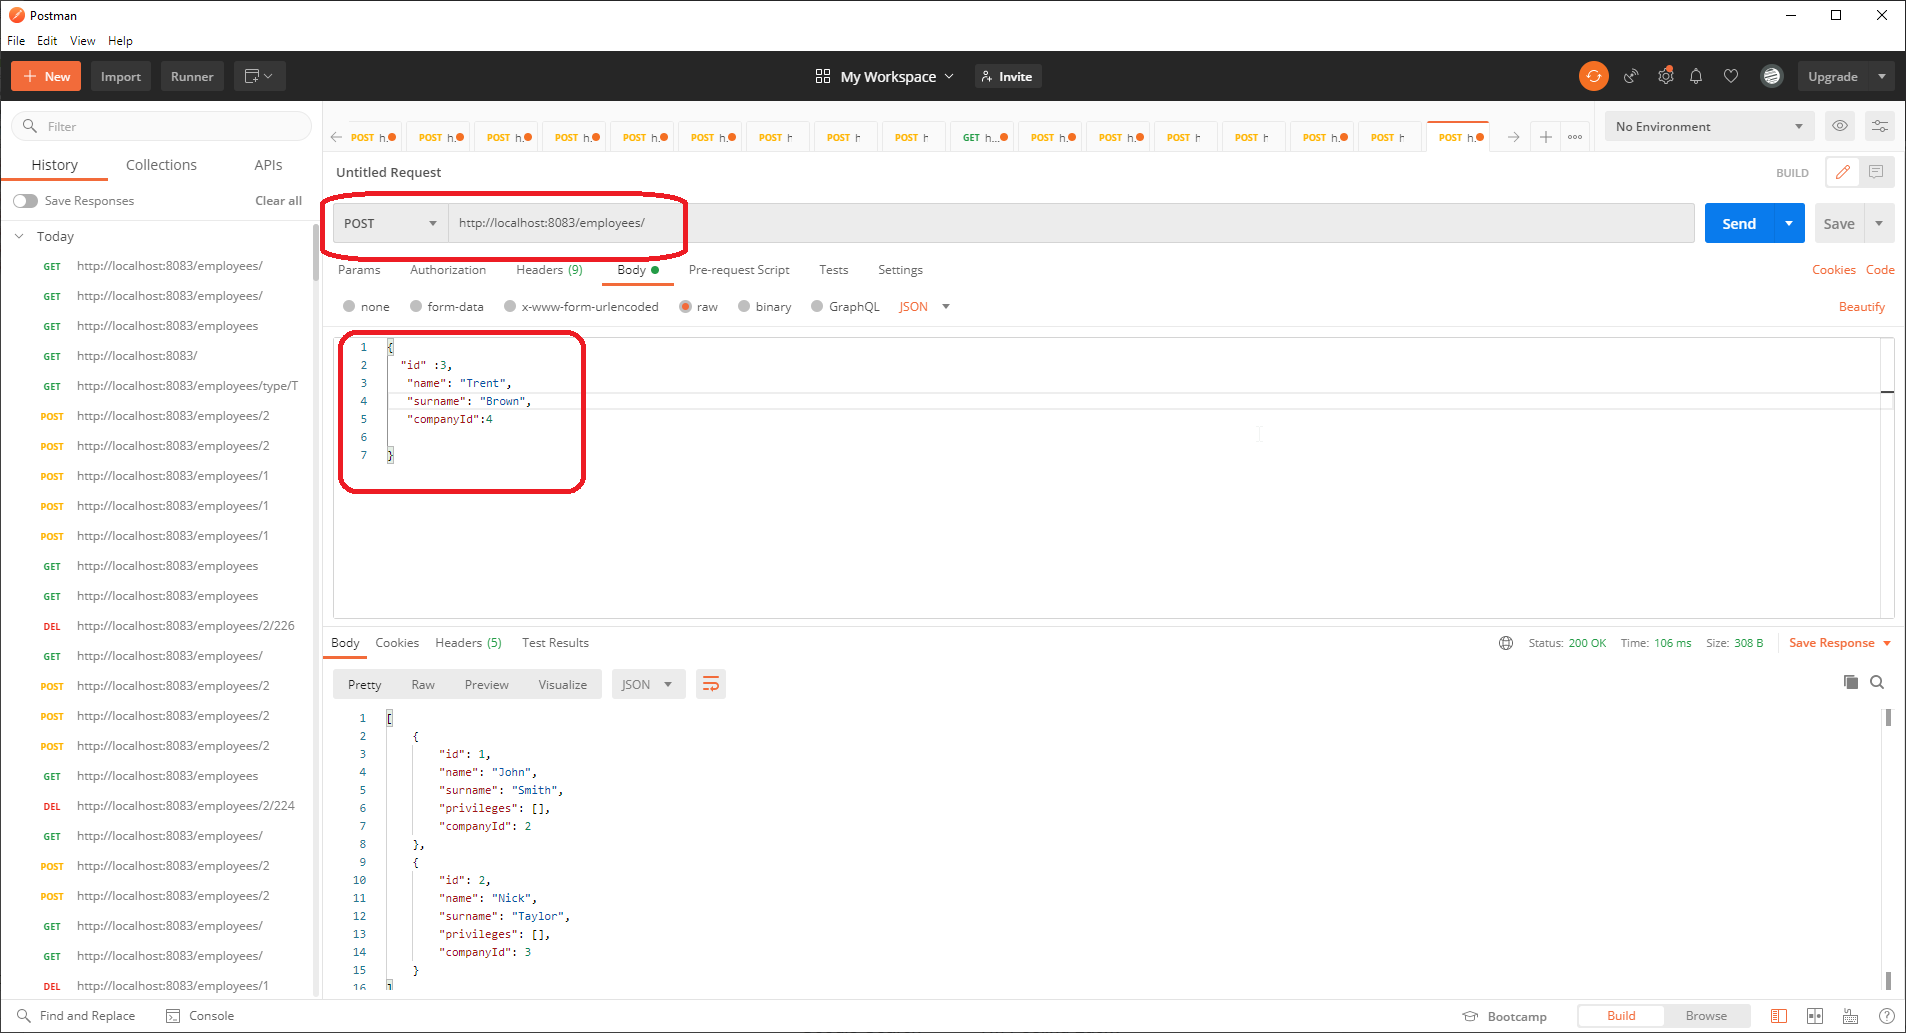 Postman
File Edit View Help
New Import Runner My Workspace Invite Upgrade
Filter
History Collections APIs
Save Responses Clear all
Today
GET http://localhost:8083/employees/
GET http://localhost:8083/employees/
GET http://localhost:8083/employees
GET http://localhost:8083/
GET http://localhost:8083/employees/type/T
POST http://localhost:8083/employees/2
POST http://localhost:8083/employees/2
POST http://localhost:8083/employees/1
POST http://localhost:8083/employees/1
POST http://localhost:8083/employees/1
GET http://localhost:8083/employees
GET http://localhost:8083/employees
DEL http://localhost:8083/employees/2/226
GET http://localhost:8083/employees/
POST http://localhost:8083/employees/2
POST http://localhost:8083/employees/2
POST http://localhost:8083/employees/2
GET http://localhost:8083/employees
DEL http://localhost:8083/employees/2/224
GET http://localhost:8083/employees/
POST http://localhost:8083/employees/2
POST http://localhost:8083/employees/2
GET http://localhost:8083/employees/
GET http://localhost:8083/employees/
DEL http://localhost:8083/employees/1
POST h. POST h. POST h. POST h. POST h. POST h. POST h POST h POST h GET h... POST h. POST h. POST h POST h POST h. POST h POST h.
No Environment
Untitled Request BUILD
POST http://localhost:8083/employees/ Send Save
Params Authorization Headers (9) Body Pre-request Script Tests Settings Cookies Code
none form-data x-www-form-urlencoded raw binary GraphQL JSON Beautify
1 {
2 "id" :3,
3 "name": "Trent",
4 "surname": "Brown",
5 "companyId":4
6
7 }
Body Cookies Headers (5) Test Results Status: 200 OK Time: 106 ms Size: 308 B Save Response
Pretty Raw Preview Visualize JSON
1 [
2 {
3 "id": 1,
4 "name": "John",
5 "surname": "Smith",
6 "privileges": [],
7 "companyId": 2
8 },
9 {
10 "id": 2,
11 "name": "Nick",
12 "surname": "Taylor",
13 "privileges": [],
14 "companyId": 3
15 }
16 ]
Find and Replace Console Bootcamp Build Browse